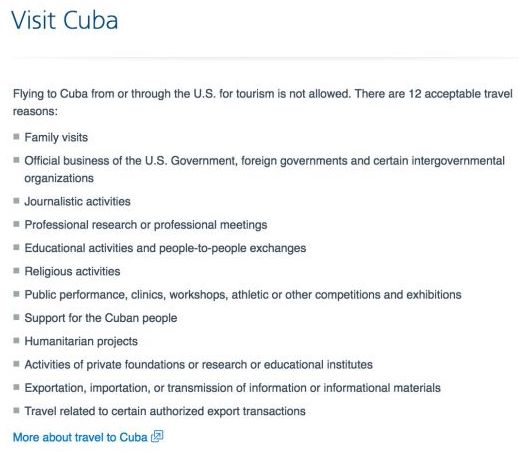 Visit Cuba
Flying to Cuba from or through the U.S. for tourism is not allowed. There are 12 acceptable travel
reasons:
Family visits
Official business of the U.S. Government, foreign governments and certain intergovernmental
organizations
Journalistic activities
Professional research or professional meetings
Educational activities and people-to-people exchanges
Religious activities
Public performance, clinics, workshops, athletic or other competitions and exhibitions
Support for the Cuban people
Humanitarian projects
Activities of private foundations or research or educational institutes
Exportation, importation, or transmission of information or informational materials
Travel related to certain authorized export transactions
More about travel to Cuba